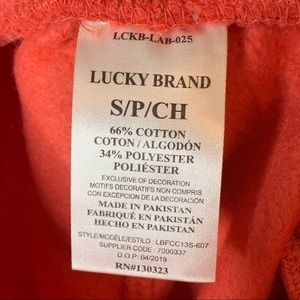 LCKB-LAB-025
LUCKY BRAND
S/P/CH
66% COTTON
COTON / ALGODÓN
34% POLYESTER
POLIÉSTER
EXCLUSIVE OF DECORATION
MOTIFS DECORATIFS NON COMPRIS
CON EXCEPCION DE LA DECORACIÓN
MADE IN PAKISTAN
FABRIQUÉ EN PAKISTAN
HECHO EN PAKISTAN
STYLE/MODÈLE/ESTILO : LBFCC13S-607
SUPPLIER CODE : 7000337
D.O.P: 04/2019
RN#130323